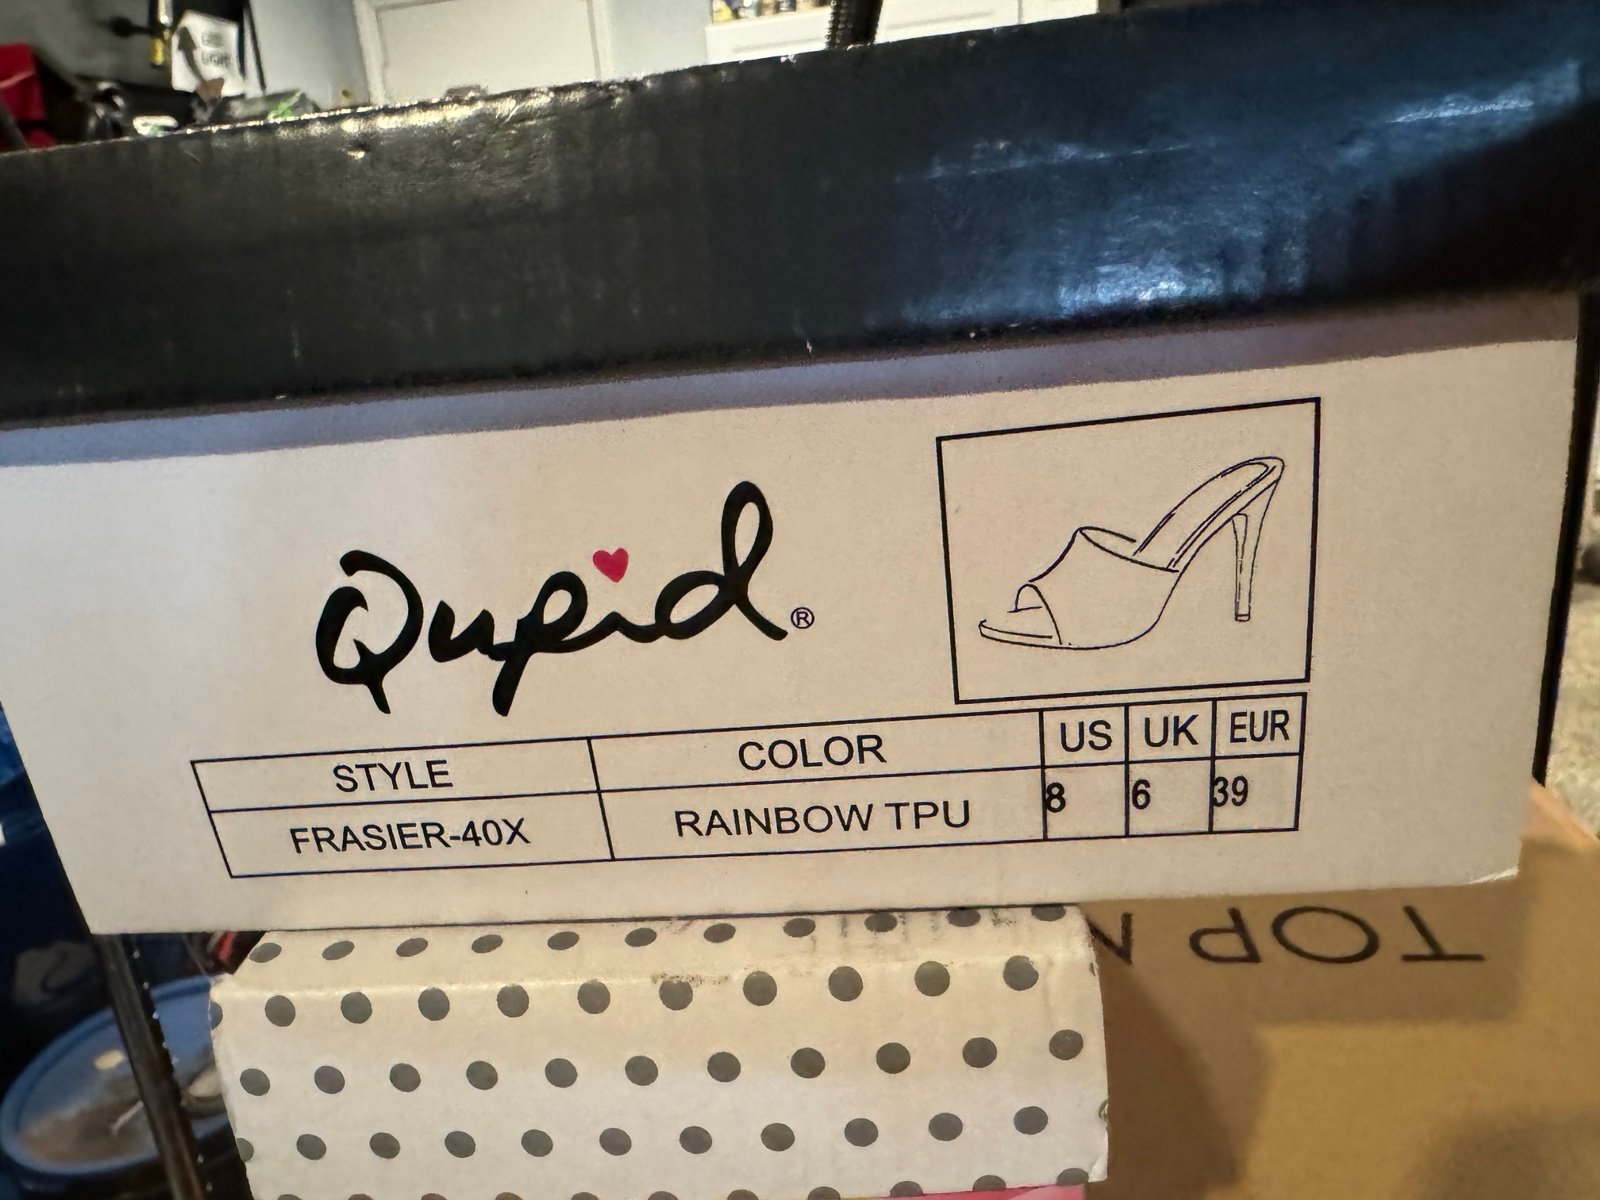 Qupid®
STYLE COLOR US UK EUR
FRASIER-40X RAINBOW TPU 8 6 39
TOP